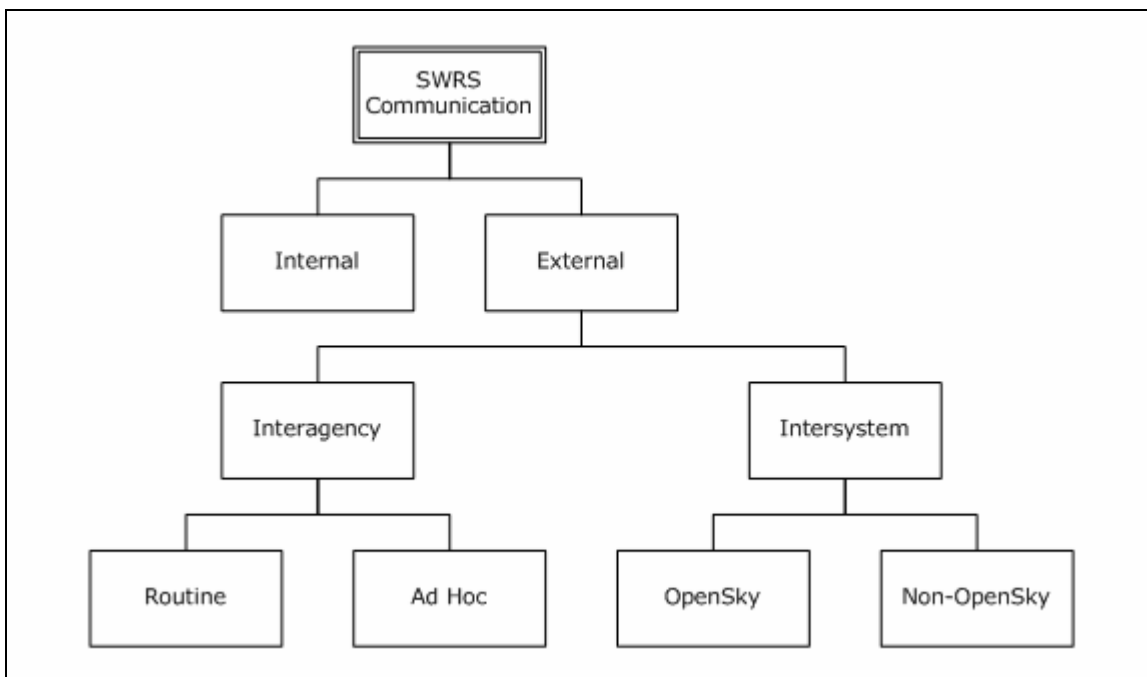 SWRS
Communication
Internal
External
Interagency
Intersystem
Routine
Ad Hoc
OpenSky
Non-OpenSky